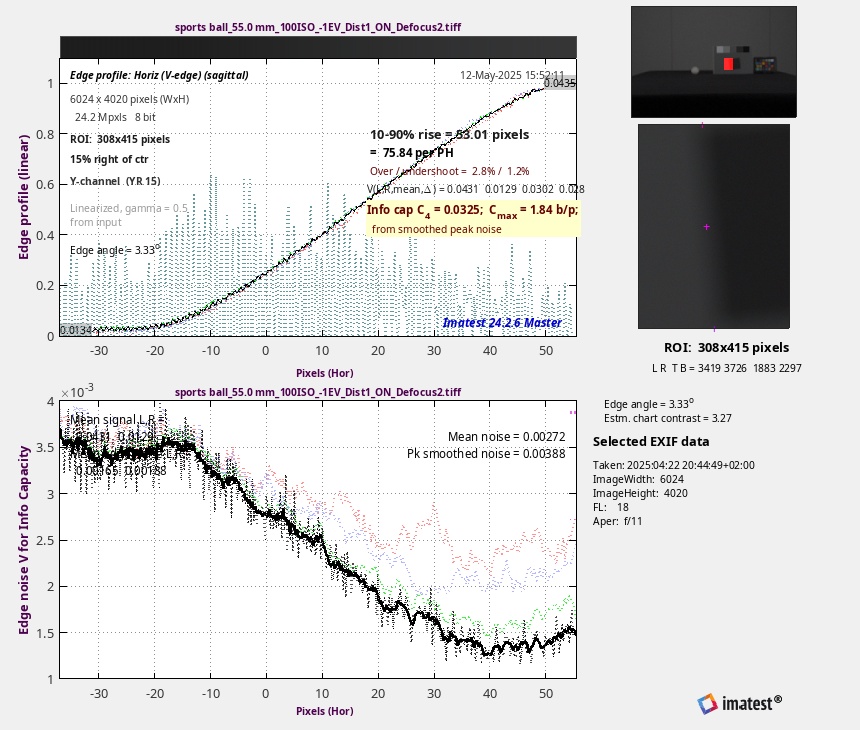 sports ball_55.0 mm_100ISO_-1EV_Dist1_ON_Defocus2.tiff
Edge profile: Horiz (V-edge) (sagittal)
12-May-2025 15:52:11
0.0435
6024 x 4020 pixels (WxH)
24.2 Mpxls 8 bit
ROI: 308x415 pixels
15% right of ctr
Y-channel (YR 15)
Linearized, gamma = 0.5
from input
Edge angle = 3.33o
10-90% rise = 53.01 pixels
= 75.84 per PH
Over / undershoot = 2.8% / 1.2%
V(L,R,mean,Δ) = 0.0431 0.0129 0.0302 0.028
Info cap C4 = 0.0325; Cmax = 1.84 b/p;
from smoothed peak noise
Imatest 24.2.6 Master
0.0134
Edge profile (linear)
1
0.8
0.6
0.4
0.2
0
-30 -20 -10 0 10 20 30 40 50
Pixels (Hor)
sports ball_55.0 mm_100ISO_-1EV_Dist1_ON_Defocus2.tiff
×10-3
Edge noise V for Info Capacity
4
3.5
3
2.5
2
1.5
1
Mean signal L,R =
Mean noise = 0.00272
Pk smoothed noise = 0.00388
-30 -20 -10 0 10 20 30 40 50
Pixels (Hor)
ROI: 308x415 pixels
L R T B = 3419 3726 1883 2297
Edge angle = 3.33o
Estm. chart contrast = 3.27
Selected EXIF data
Taken: 2025:04:22 20:44:49+02:00
ImageWidth: 6024
ImageHeight: 4020
FL: 18
Aper: f/11
imatest®